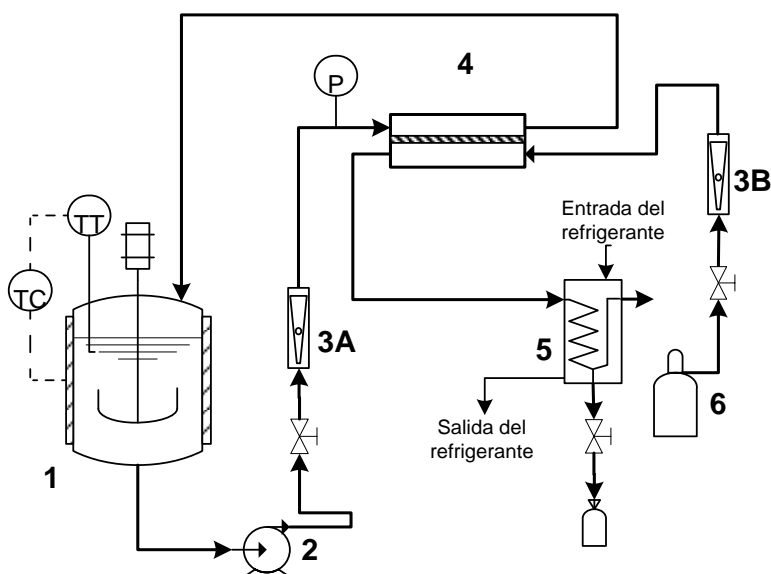 4
P
3B
TT
Entrada del
refrigerante
TC
3A
5
6
Salida del
refrigerante
1
2